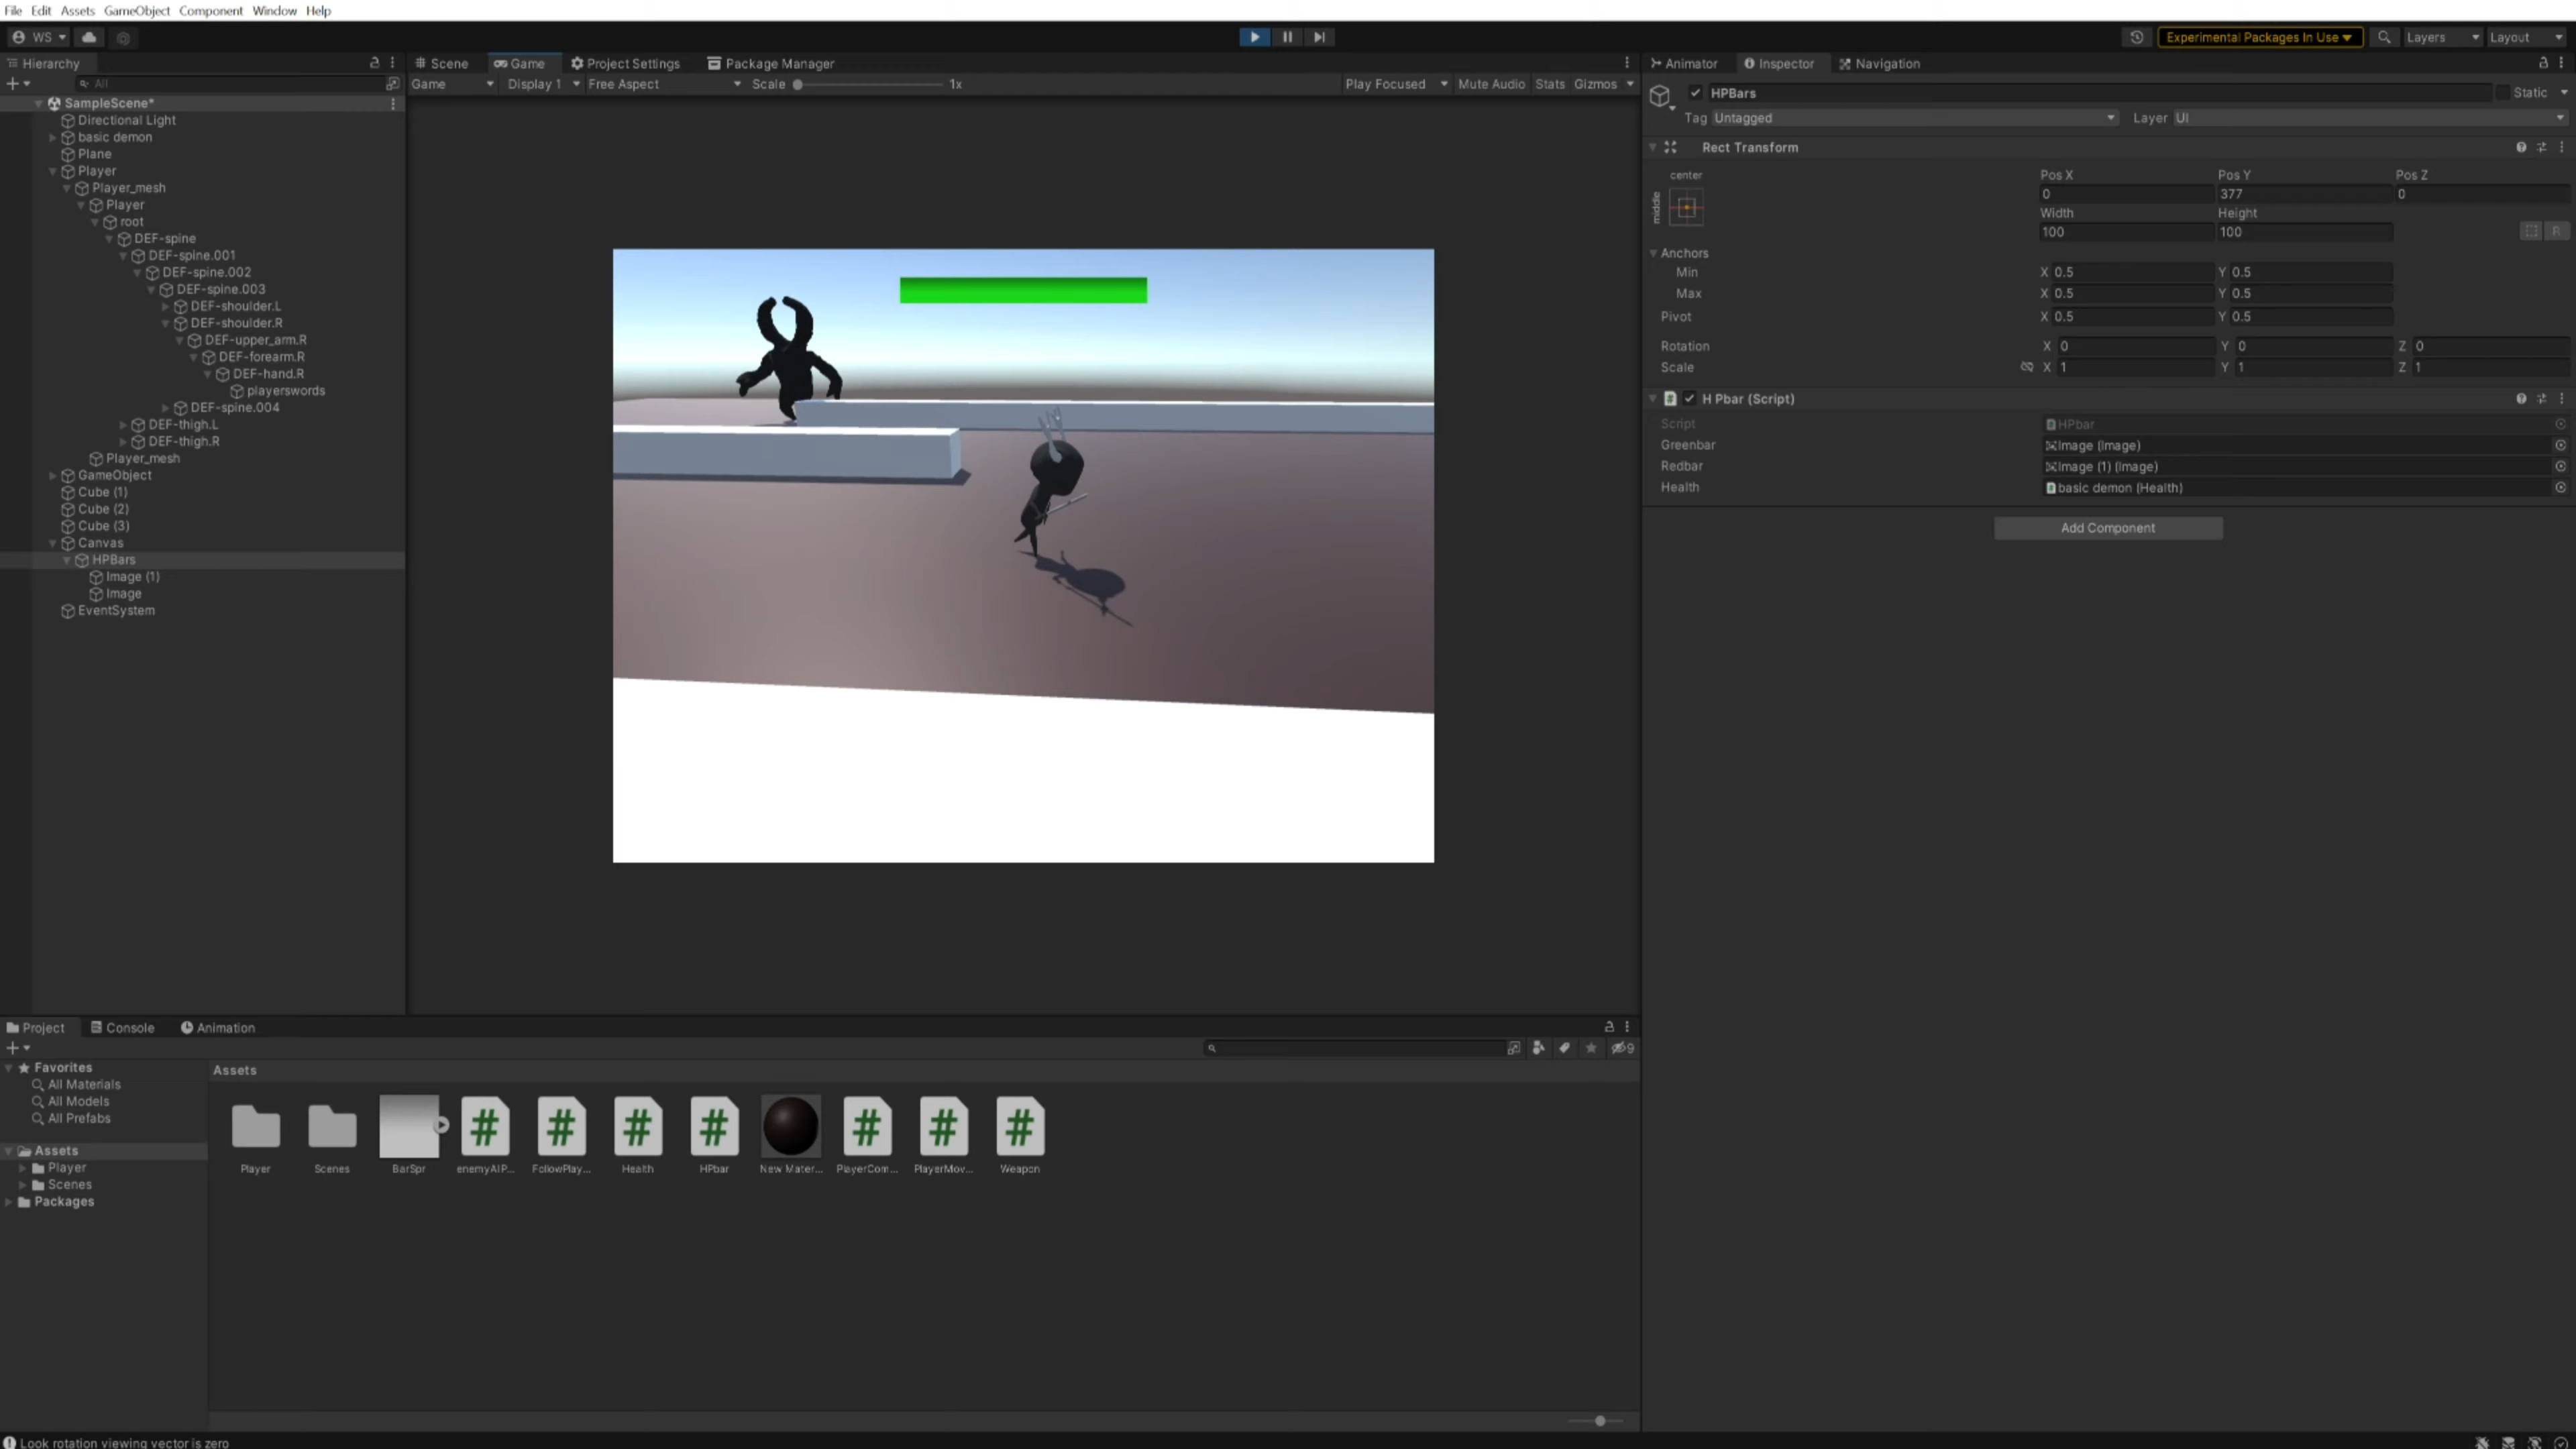 File Edit Assets GameObject Component Window Help
WS Experimental Packages In Use Layers Layout
Hierarchy
All
SampleScene*
Directional Light
basic demon
Plane
Player
Player_mesh
Player
root
DEF-spine
DEF-spine.001
DEF-spine.002
DEF-spine.003
DEF-shoulder.L
DEF-shoulder.R
DEF-upper_arm.R
DEF-forearm.R
DEF-hand.R
playerswords
DEF-spine.004
DEF-thigh.L
DEF-thigh.R
Player_mesh
GameObject
Cube (1)
Cube (2)
Cube (3)
Canvas
HPBars
Image (1)
Image
EventSystem
Scene Game Project Settings Package Manager
Game Display 1 Free Aspect Scale 1x Play Focused Mute Audio Stats Gizmos
Animator Inspector Navigation
HPBars Static
Tag Untagged Layer UI
Rect Transform
center
middle
Pos X Pos Y Pos Z
0 377 0
Width Height
100 100 R
Anchors
Min X 0.5 Y 0.5
Max X 0.5 Y 0.5
Pivot X 0.5 Y 0.5
Rotation X 0 Y 0 Z 0
Scale X 1 Y 1 Z 1
# H Pbar (Script)
Script HPbar
Greenbar Image (Image)
Redbar Image (1) (Image)
Health basic demon (Health)
Add Component
Project Console Animation
9
Favorites
All Materials
All Models
All Prefabs
Assets
Player
Scenes
Packages
Assets
# # # # # # #
Player Scenes BarSpr enemyAIP... FollowPlay... Health HPbar New Mater... PlayerCom... PlayerMov... Weapon
Look rotation viewing vector is zero